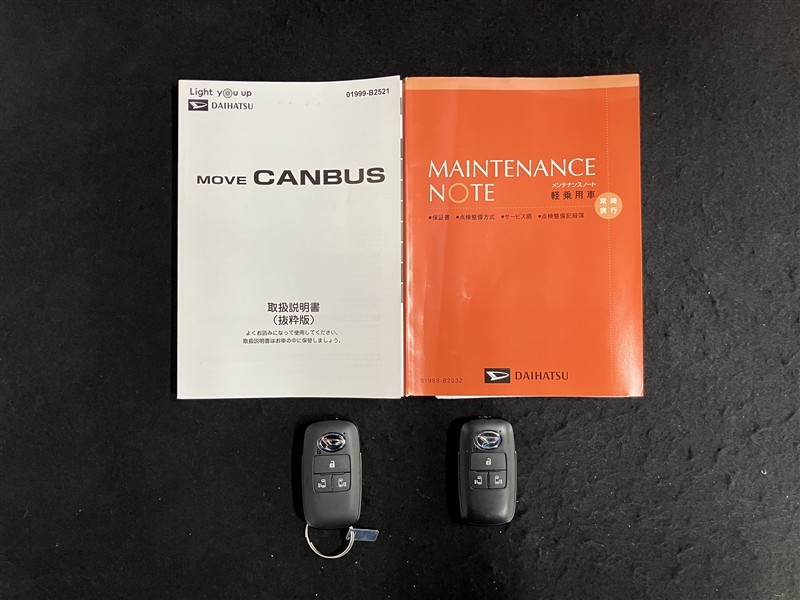 Light you up
DAIHATSU
01999-B2521
MOVE CANBUS
取扱説明書
（抜粋版）
よくお読みになって使用してください。
取扱説明書はお車の中に保管しましょう。
MAINTENANCE
NOTE
メンテナンスノート
軽乗用車
常時
携行
●保証書 ●点検整備方式 ●サービス網 ●点検整備記録簿
01988-B2032
DAIHATSU